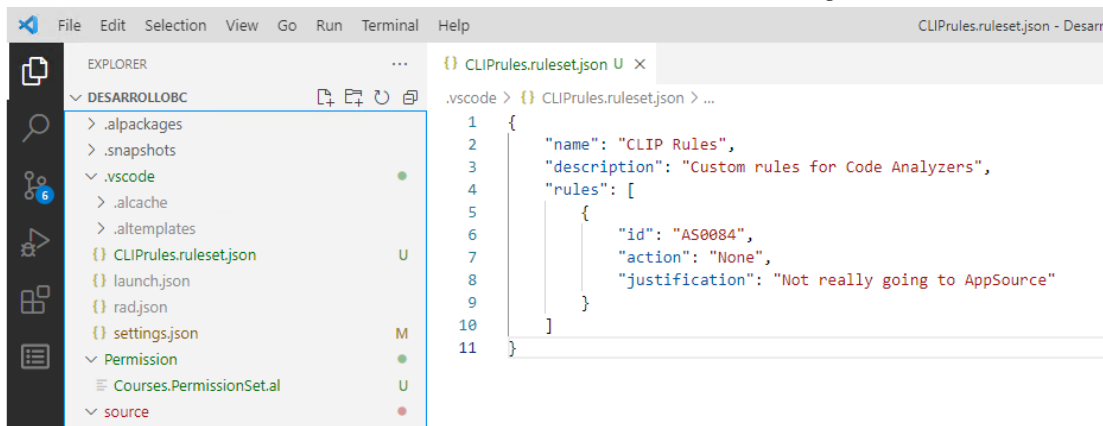 File Edit Selection View Go Run Terminal Help CLIPrules.ruleset.json - Desarr
EXPLORER ...
DESARROLLOBC
> .alpackages
> .snapshots
.vscode
> .alcache
> .altemplates
{} CLIPrules.ruleset.json U
{} launch.json
{} rad.json
{} settings.json M
Permission
Courses.PermissionSet.al U
source
6
{} CLIPrules.ruleset.json U ×
.vscode > {} CLIPrules.ruleset.json > ...
1 {
2 "name": "CLIP Rules",
3 "description": "Custom rules for Code Analyzers",
4 "rules": [
5 {
6 "id": "AS0084",
7 "action": "None",
8 "justification": "Not really going to AppSource"
9 }
10 ]
11 }